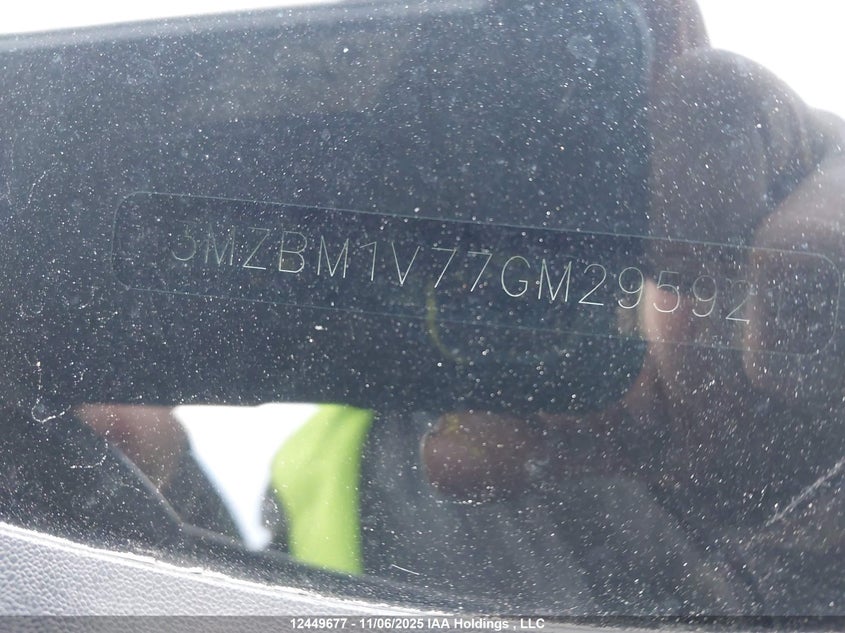 3MZBM1V77GM29592
12449677 - 11/06/2025 IAA Holdings , LLC